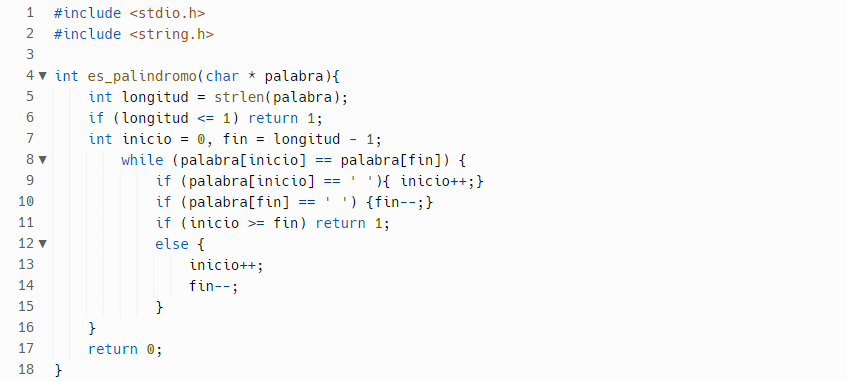 1 #include <stdio.h>
2 #include <string.h>
3
4 ▼ int es_palindromo(char * palabra){
5 int longitud = strlen(palabra);
6 if (longitud <= 1) return 1;
7 int inicio = 0, fin = longitud - 1;
8 ▼ while (palabra[inicio] == palabra[fin]) {
9 if (palabra[inicio] == ' '){ inicio++;}
10 if (palabra[fin] == ' ') {fin--;}
11 if (inicio >= fin) return 1;
12 ▼ else {
13 inicio++;
14 fin--;
15 }
16 }
17 return 0;
18 }